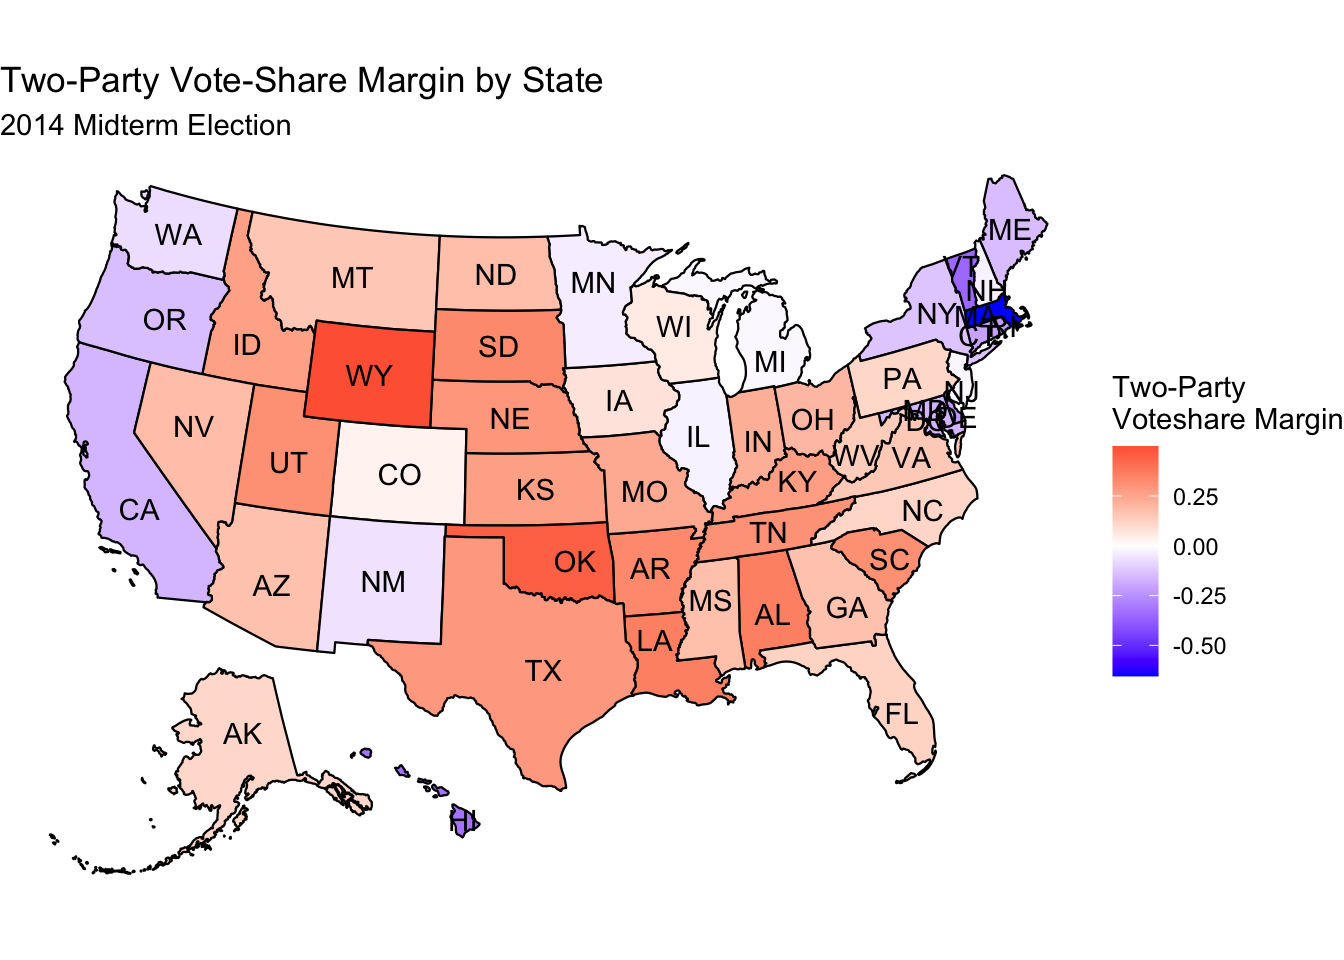 Two-Party Vote-Share Margin by State
2014 Midterm Election
WA
MT
ND
MN
ME
VT
NH
OR
ID
WY
SD
WI
MI
NY
MA
CT
RI
NV
UT
CO
NE
IA
IL
IN
OH
PA
NJ
MD
DE
DC
CA
AZ
NM
KS
MO
KY
WV
VA
OK
AR
TN
NC
SC
TX
LA
MS
AL
GA
FL
AK
HI
Two-Party
Voteshare Margin
0.25
0.00
-0.25
-0.50